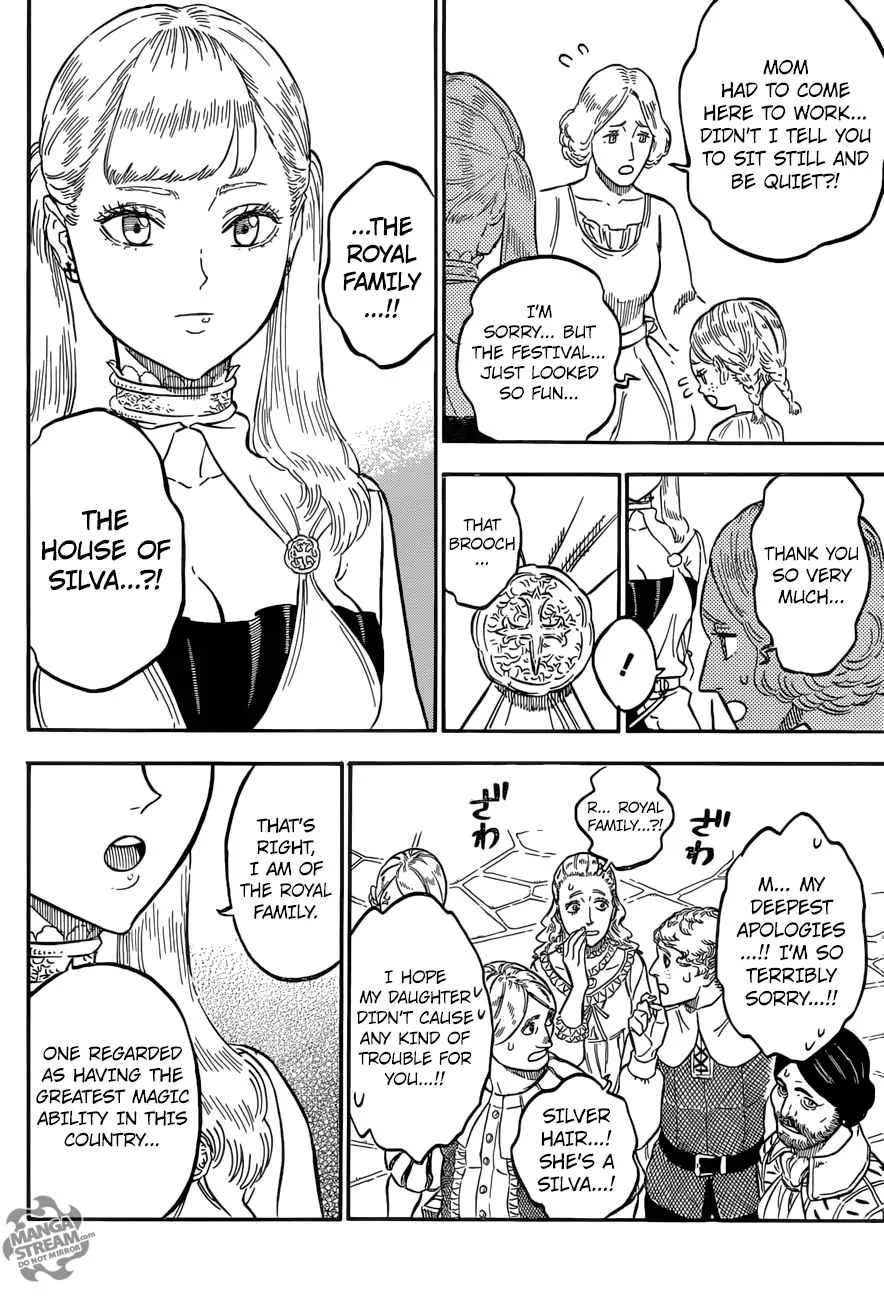 MOM
HAD TO COME
HERE TO WORK...
DIDN'T I TELL YOU
TO SIT STILL AND
BE QUIET?!
I'M
SORRY... BUT
THE FESTIVAL...
JUST LOOKED
SO FUN...
THANK YOU
SO VERY
MUCH...
!
THAT
BROOCH
...
...THE
ROYAL
FAMILY
...!!
THE
HOUSE OF
SILVA...?!
ざわ
R... ROYAL
FAMILY...?!
ざわ
M... MY
DEEPEST
APOLOGIES
...!! I'M SO
TERRIBLY
SORRY...!!
I HOPE
MY DAUGHTER
DIDN'T CAUSE
ANY KIND OF
TROUBLE FOR
YOU...!!
SILVER
HAIR...!
SHE'S A
SILVA...!
THAT'S
RIGHT,
I AM OF
THE ROYAL
FAMILY.
ONE REGARDED
AS HAVING THE
GREATEST MAGIC
ABILITY IN THIS
COUNTRY...
MANGA
STREAM.com
DO NOT MIRROR